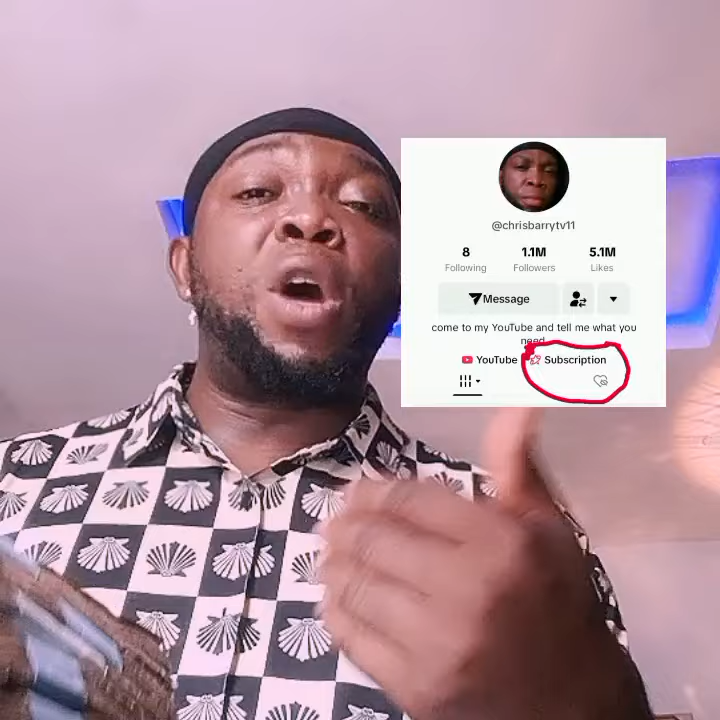 @chrisbarrytv11
8 1.1M 5.1M
Following Followers Likes
Message
come to my YouTube and tell me what you
need
YouTube Subscription